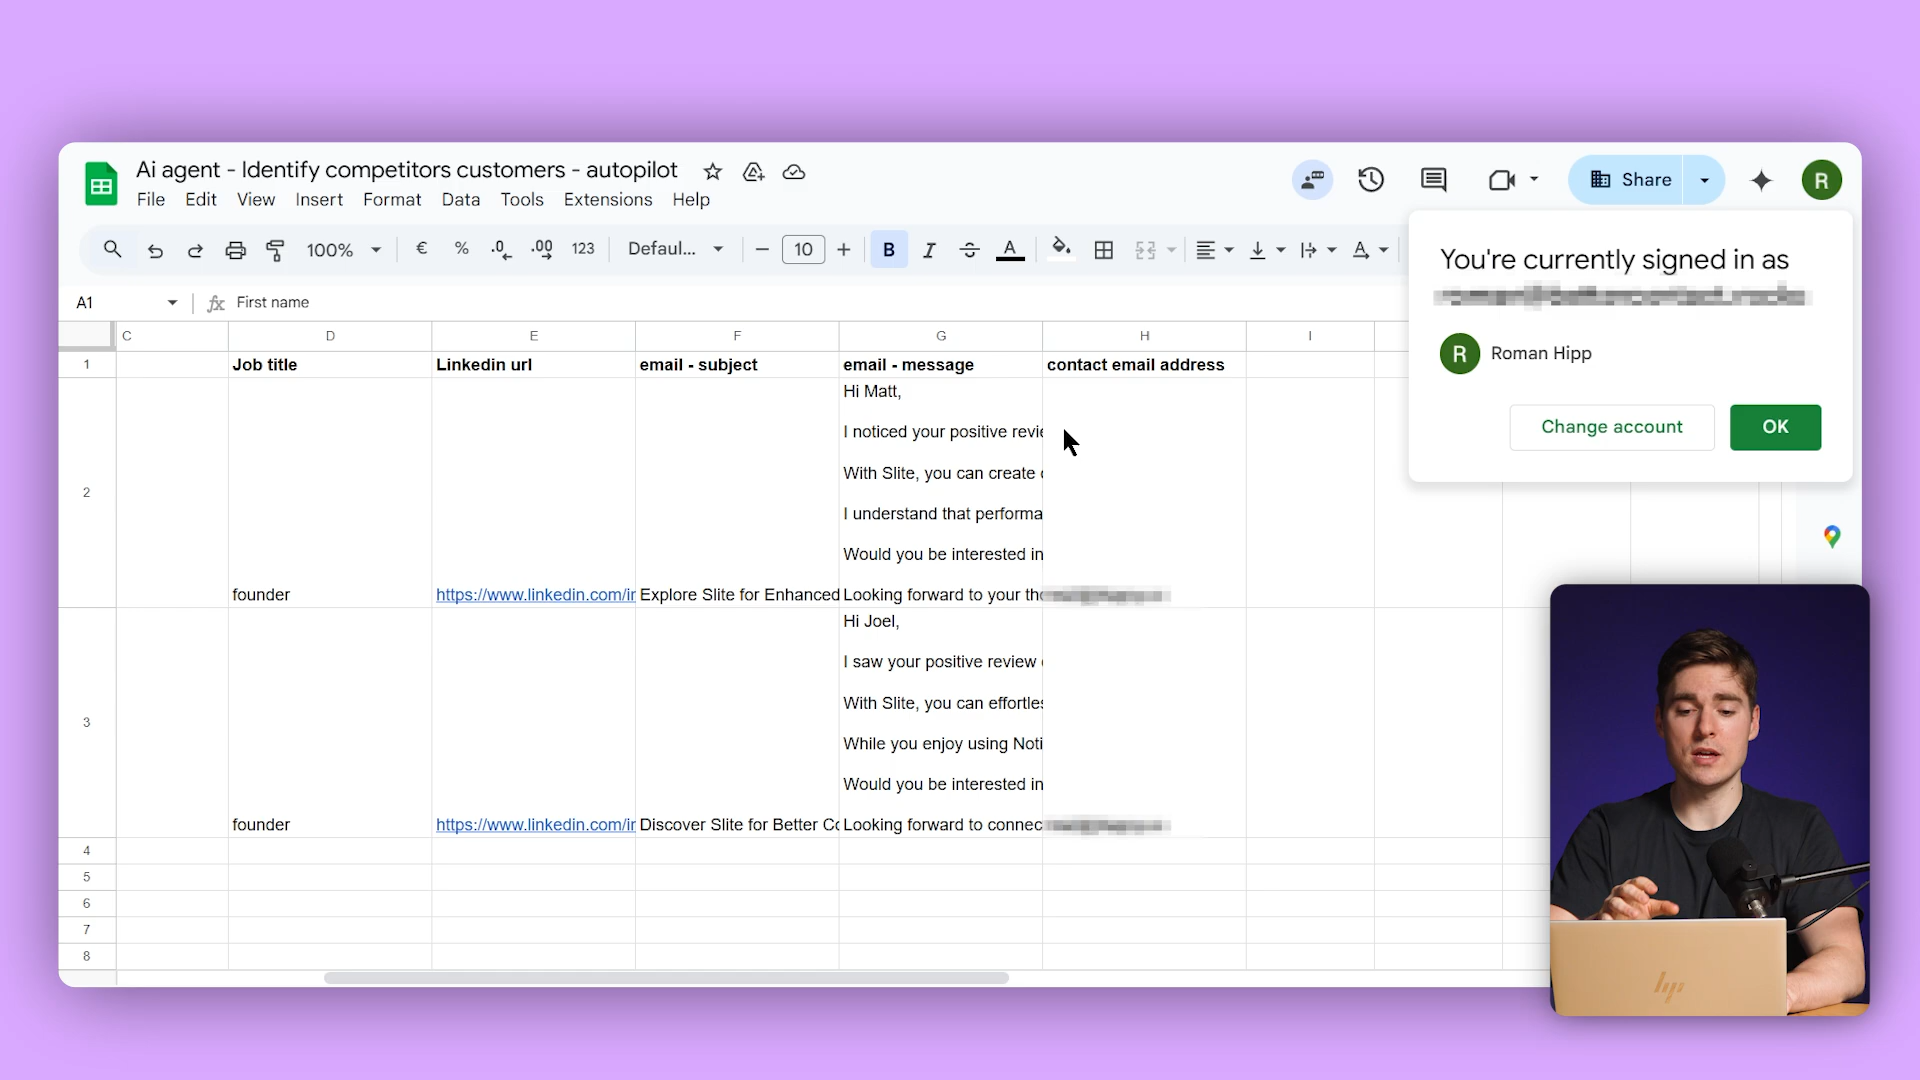 Ai agent - Identify competitors customers - autopilot
File Edit View Insert Format Data Tools Extensions Help
Share
R
100% € % .0 .00 123 Defaul... 10 B I A A
A1 fx First name
You're currently signed in as
R Roman Hipp
Change account OK
C D E F G H I
1 Job title Linkedin url email - subject email - message contact email address
Hi Matt,
I noticed your positive revie
With Slite, you can create
I understand that performa
Would you be interested in
2
founder https://www.linkedin.com/ir Explore Slite for Enhanced Looking forward to your tho
Hi Joel,
I saw your positive review
With Slite, you can effortles
While you enjoy using Noti
Would you be interested in
3
founder https://www.linkedin.com/ir Discover Slite for Better Co Looking forward to connec
4
5
6
7
8
hp